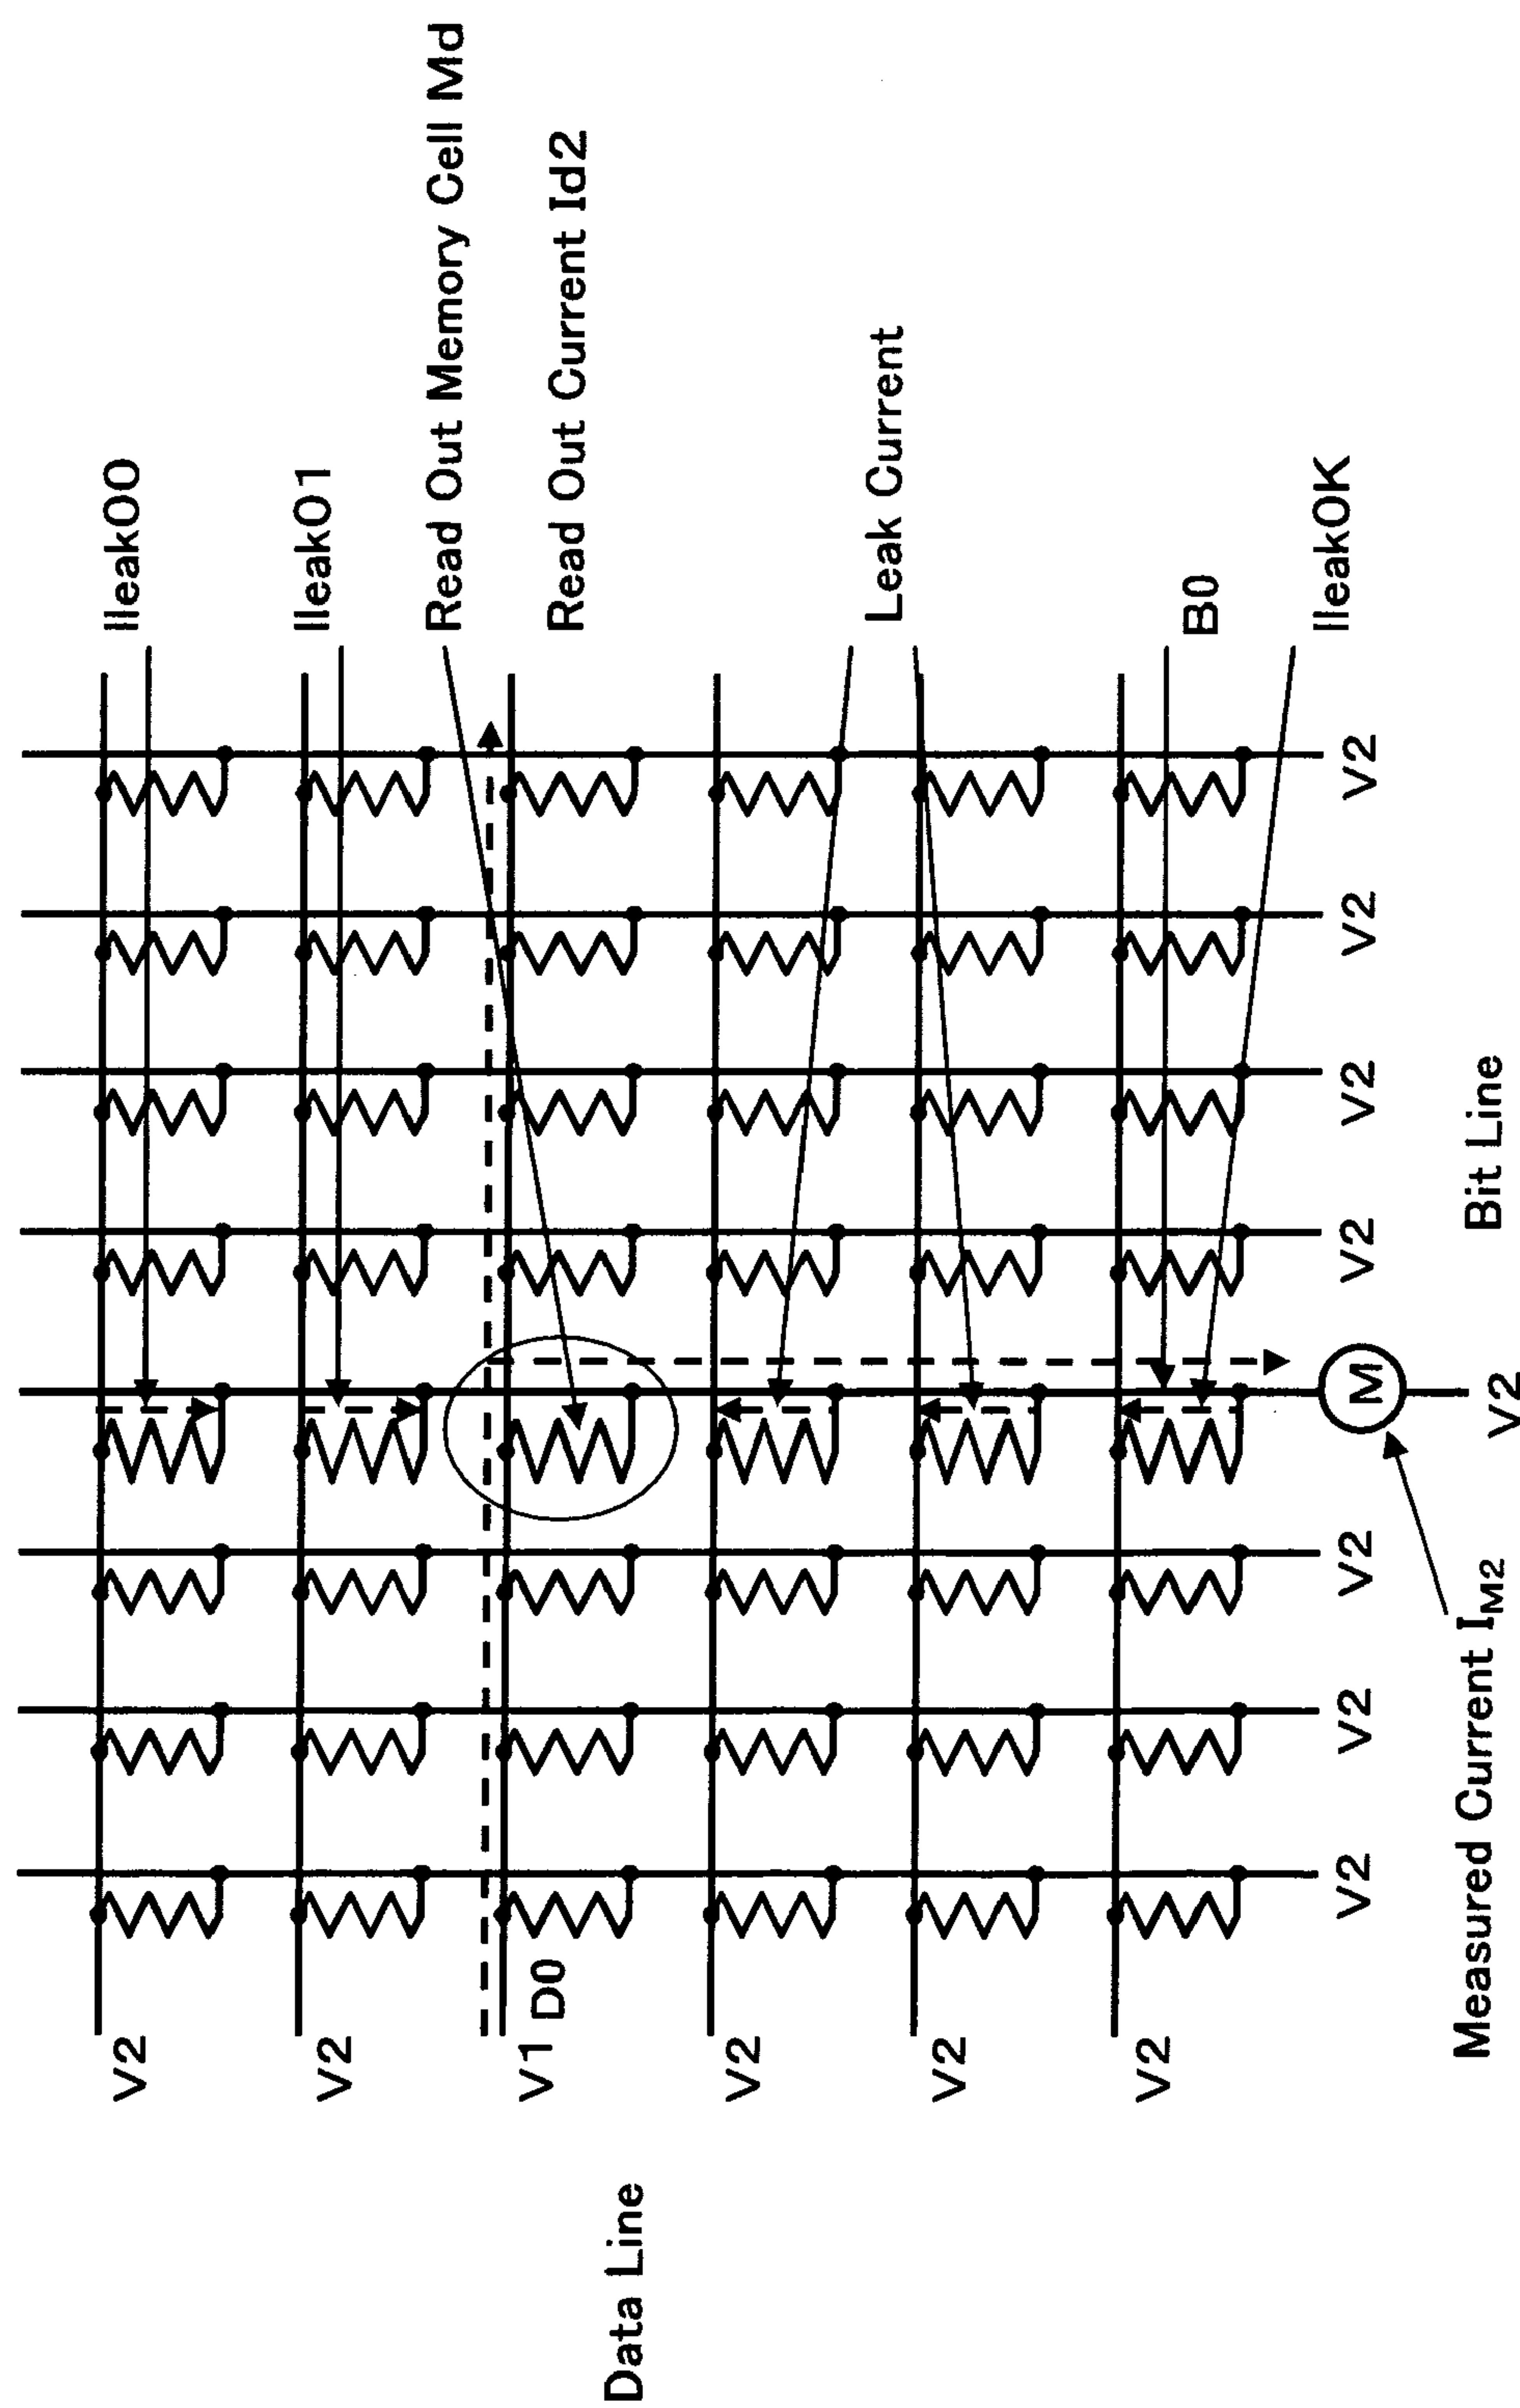 Ileak00
Ileak01
Read Out Memory Cell Md
Read Out Current Id2
Leak Current
B0
Ileak0K
V2
V2
V1
D0
V2
V2
V2
Data Line
V2
V2
V2
V2
V2
V2
V2
V2
M
Bit Line
Measured Current IM2